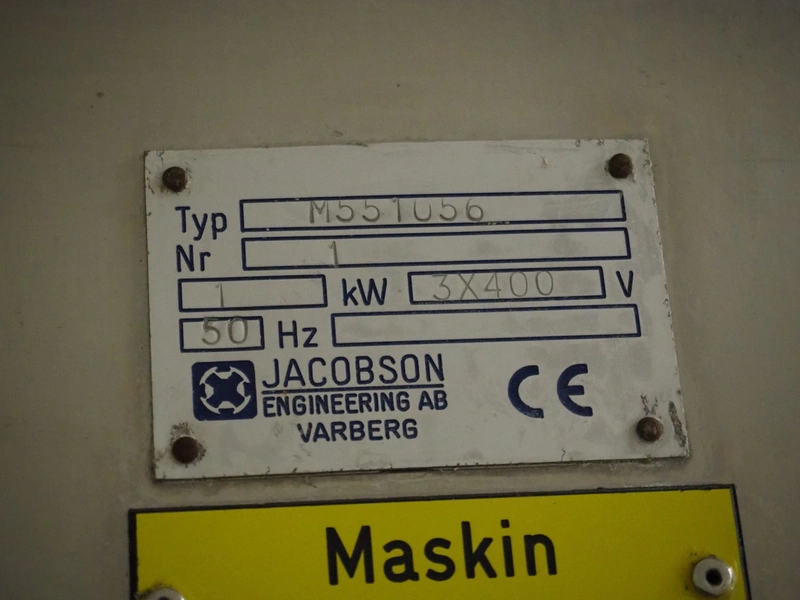 Typ M551056
Nr 1
1 kW 3X400 V
50 Hz
JACOBSON
ENGINEERING AB
VARBERG
CE
Maskin